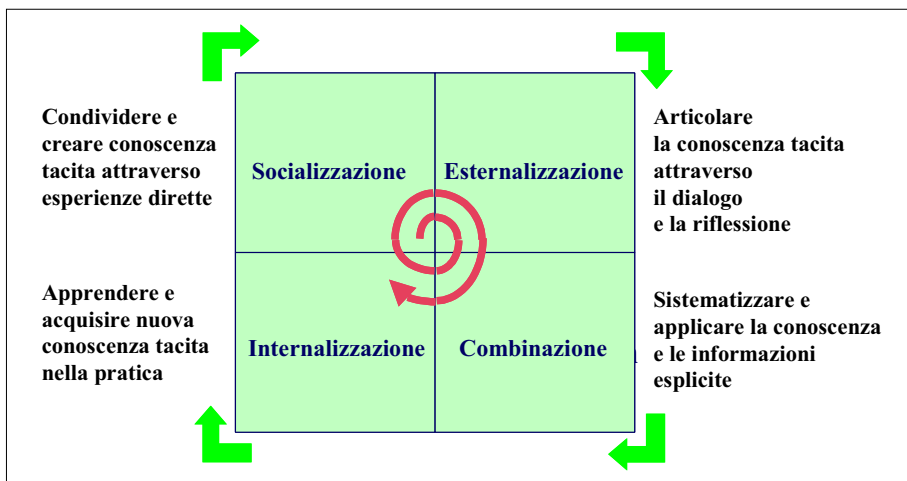 Condividere e
creare conoscenza
tacita attraverso
esperienze dirette
Socializzazione
Esternalizzazione
Articolare
la conoscenza tacita
attraverso
il dialogo
e la riflessione
Apprendere e
acquisire nuova
conoscenza tacita
nella pratica
Internalizzazione
Combinazione
Sistematizzare e
applicare la conoscenza
e le informazioni
esplicite